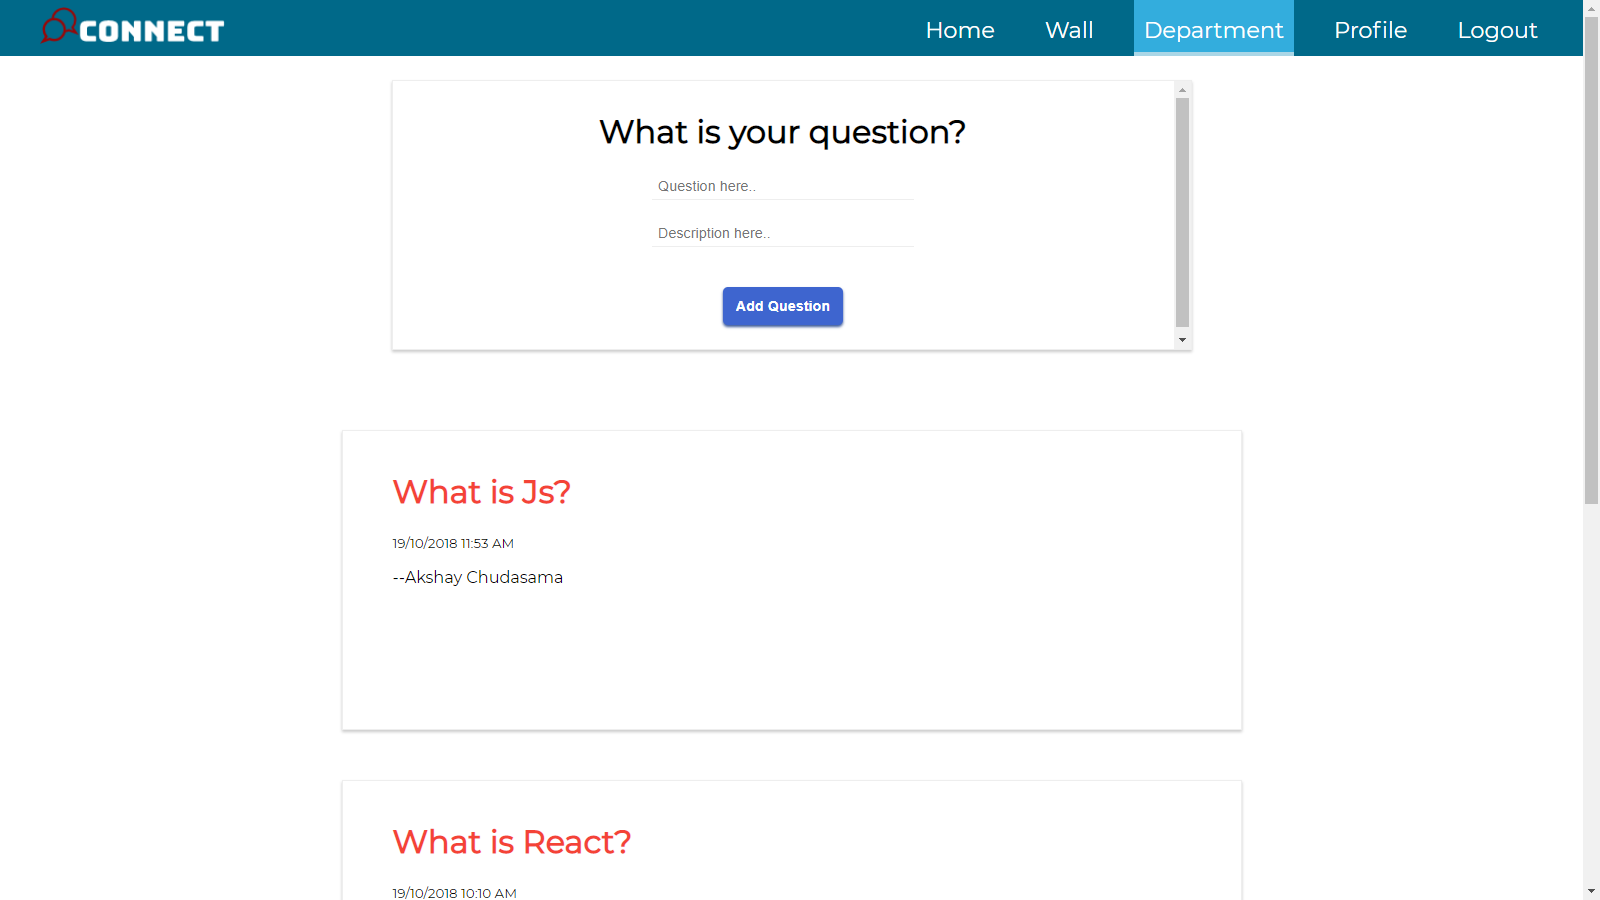 CONNECT
Home Wall Department Profile Logout
What is your question?
Question here..
Description here..
Add Question
What is Js?
19/10/2018 11:53 AM
--Akshay Chudasama
What is React?
19/10/2018 10:10 AM